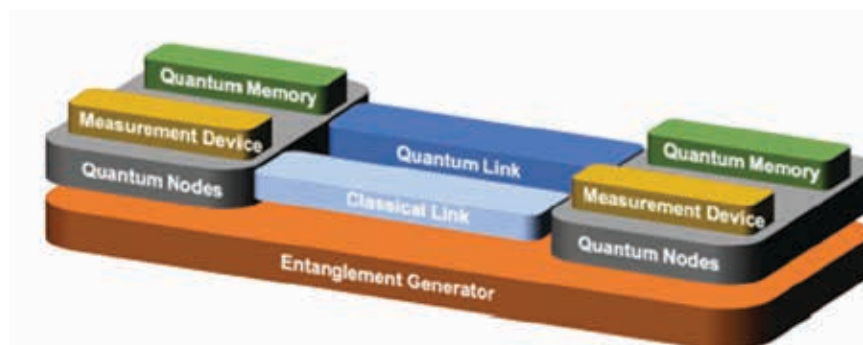 Quantum Memory
Measurement Device
Quantum Nodes
Quantum Link
Classical Link
Quantum Memory
Measurement Device
Quantum Nodes
Entanglement Generator